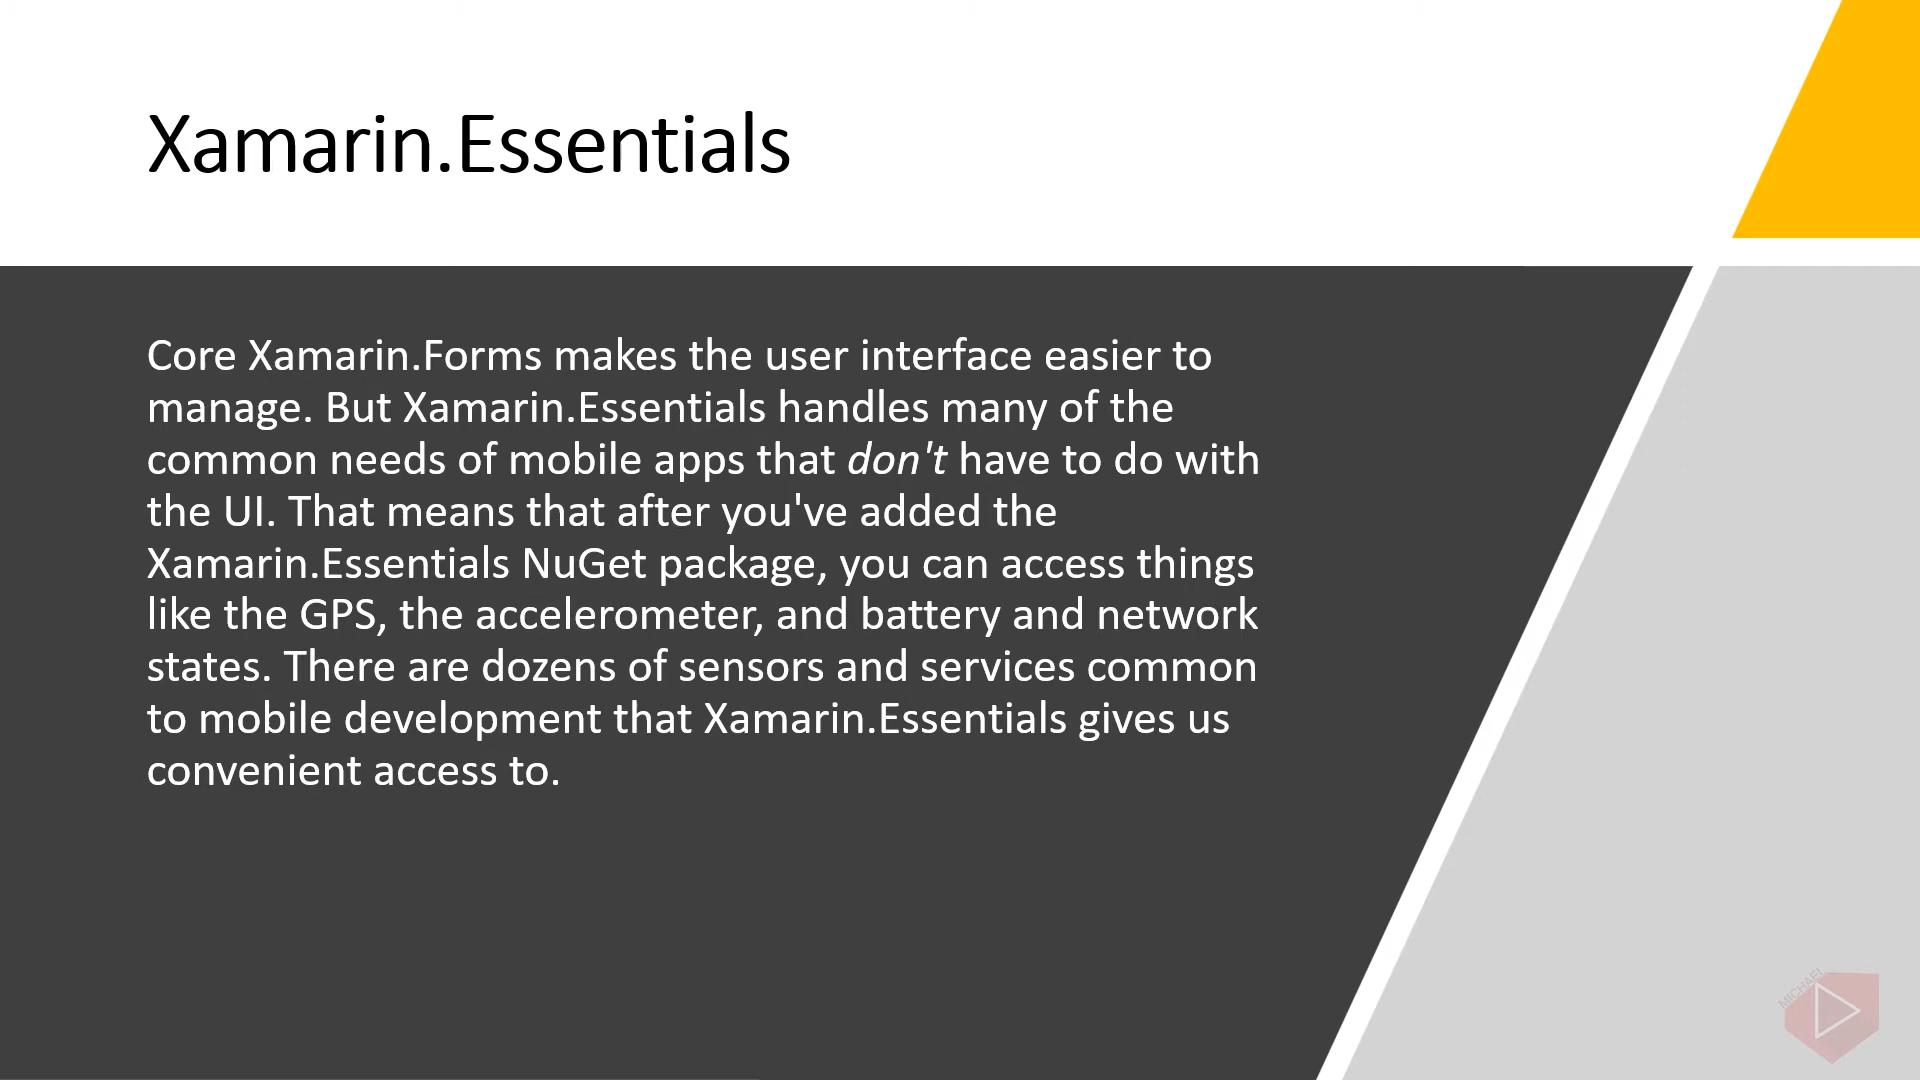 Xamarin.Essentials
Core Xamarin.Forms makes the user interface easier to
manage. But Xamarin.Essentials handles many of the
common needs of mobile apps that don't have to do with
the UI. That means that after you've added the
Xamarin.Essentials NuGet package, you can access things
like the GPS, the accelerometer, and battery and network
states. There are dozens of sensors and services common
to mobile development that Xamarin.Essentials gives us
convenient access to.
MICHAEL